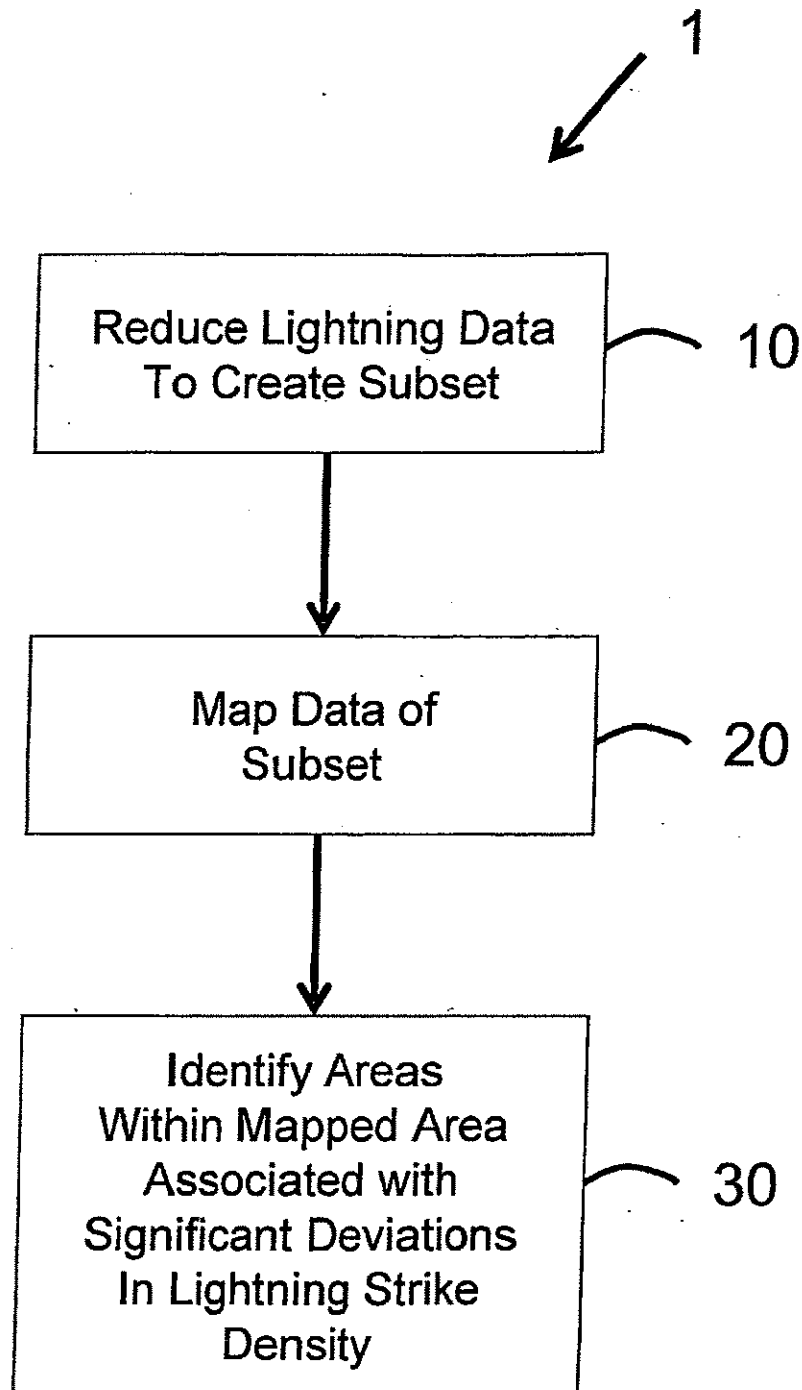 1
Reduce Lightning Data
To Create Subset
10
Map Data of
Subset
20
Identify Areas
Within Mapped Area
Associated with
Significant Deviations
In Lightning Strike
Density
30